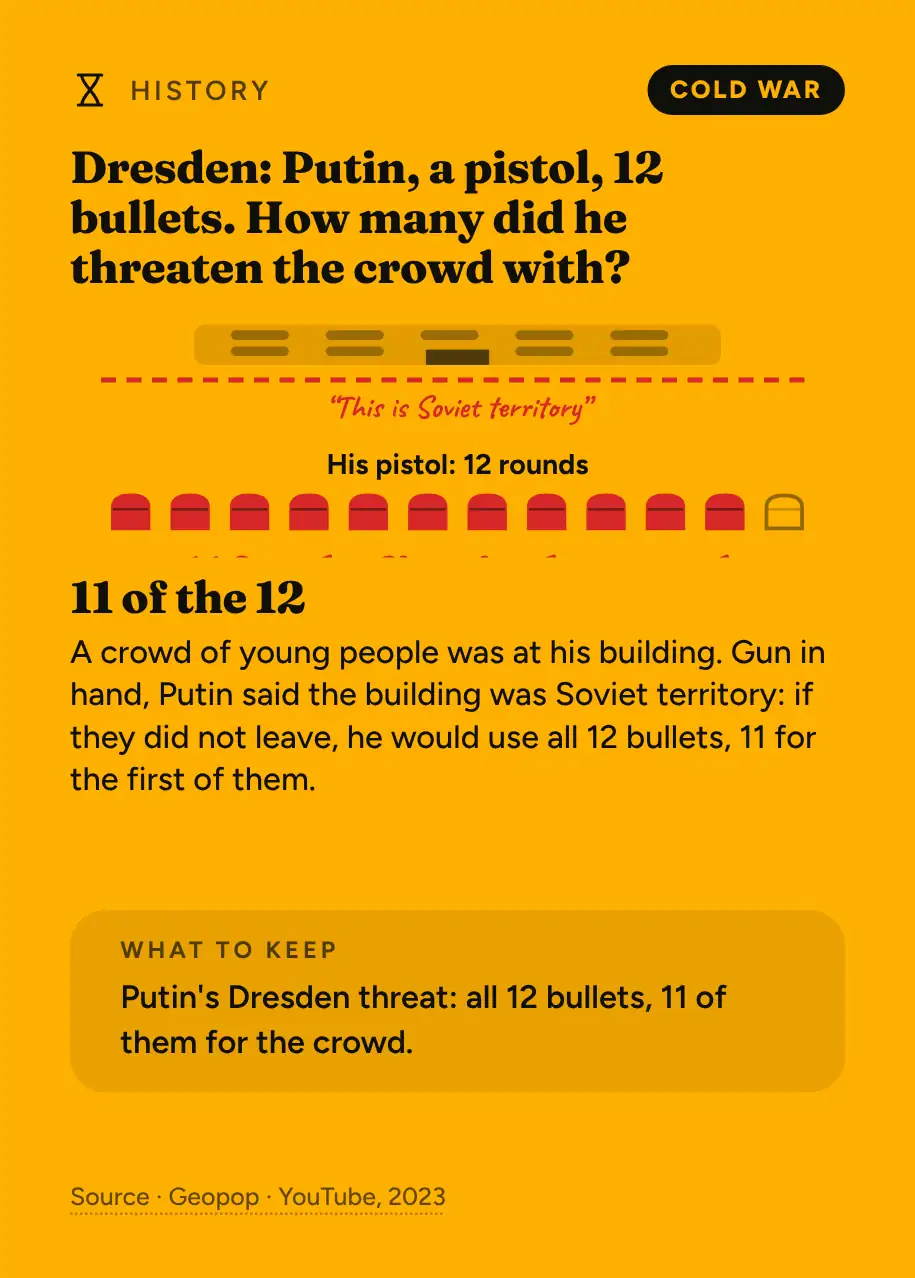 HISTORY
COLD WAR
Dresden: Putin, a pistol, 12
bullets. How many did he
threaten the crowd with?
“This is Soviet territory”
His pistol: 12 rounds
11 of the 12
A crowd of young people was at his building. Gun in
hand, Putin said the building was Soviet territory: if
they did not leave, he would use all 12 bullets, 11 for
the first of them.
WHAT TO KEEP
Putin's Dresden threat: all 12 bullets, 11 of
them for the crowd.
Source · Geopop · YouTube, 2023